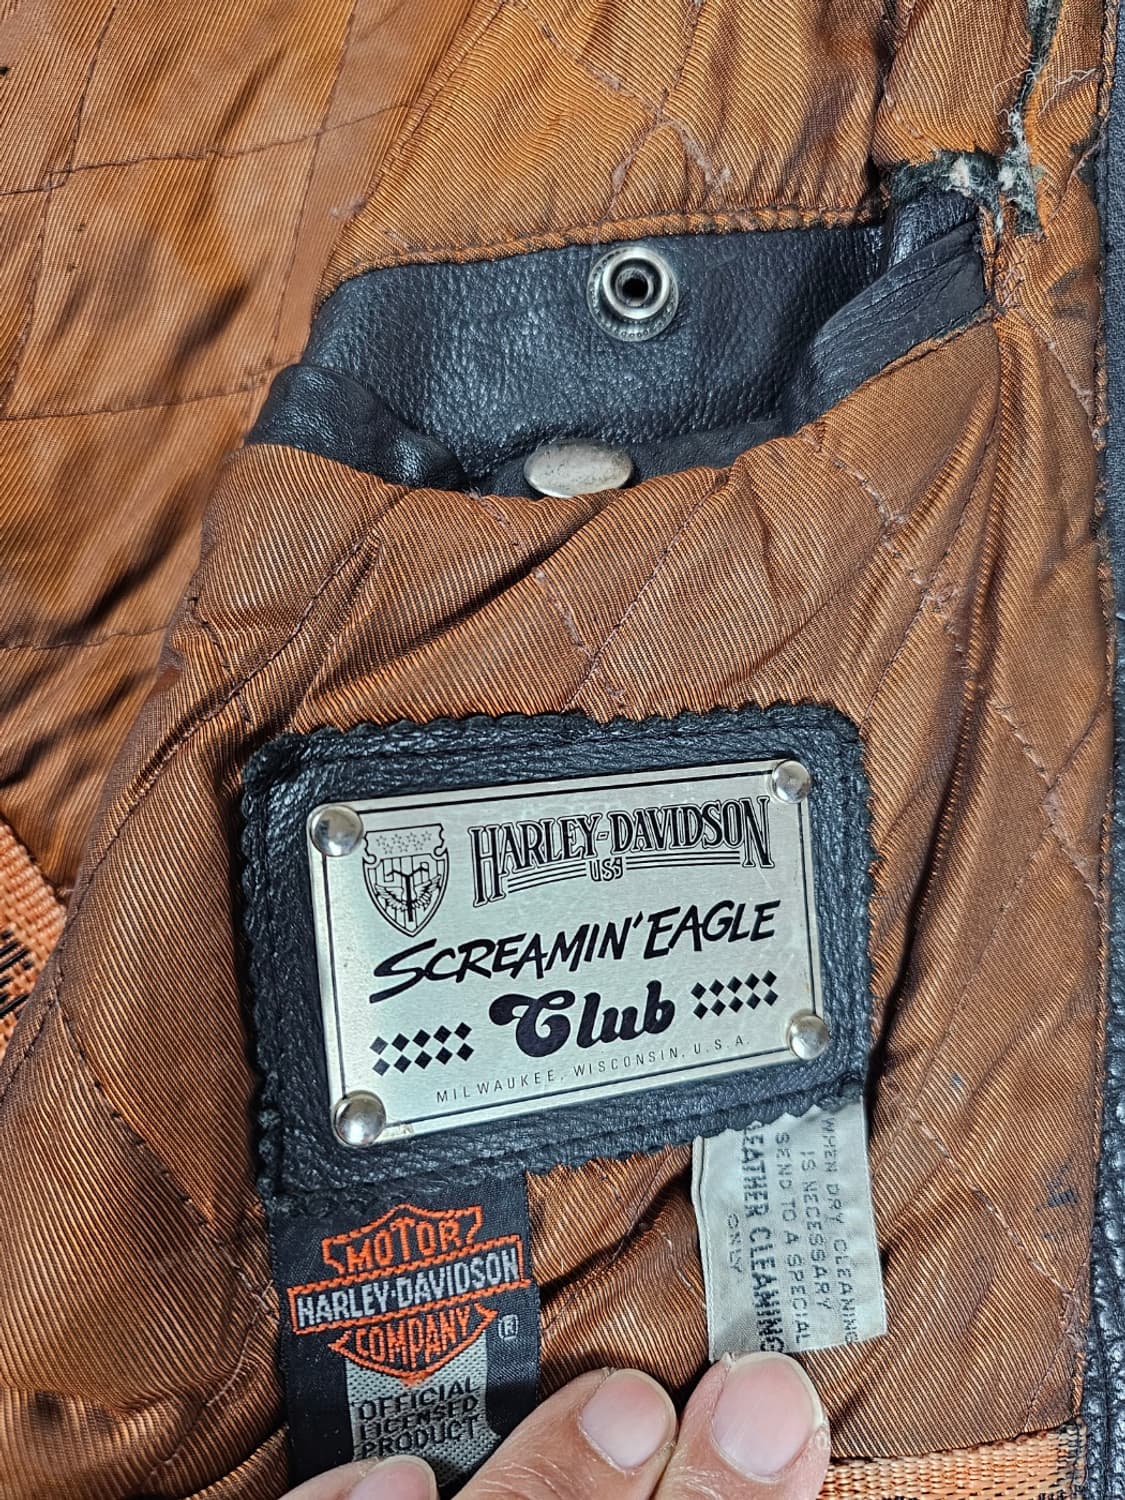 HARLEY-DAVIDSON
USA
SCREAMIN' EAGLE
Club
MILWAUKEE, WISCONSIN, U.S.A.
MOTOR
HARLEY-DAVIDSON
COMPANY
®
OFFICIAL
LICENSED
PRODUCT
WHEN DRY CLEANING
IS NECESSARY
SEND TO A SPECIAL
LEATHER CLEANING
ONLY